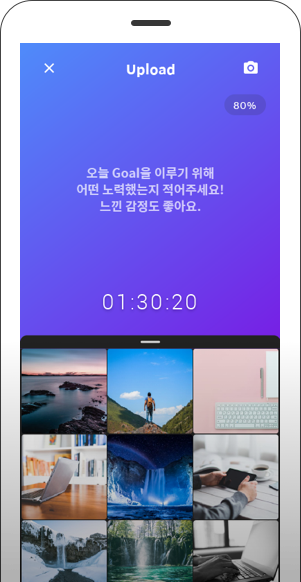 Upload
80%
오늘 Goal을 이루기 위해
어떤 노력했는지 적어주세요!
느낀 감정도 좋아요.
01:30:20